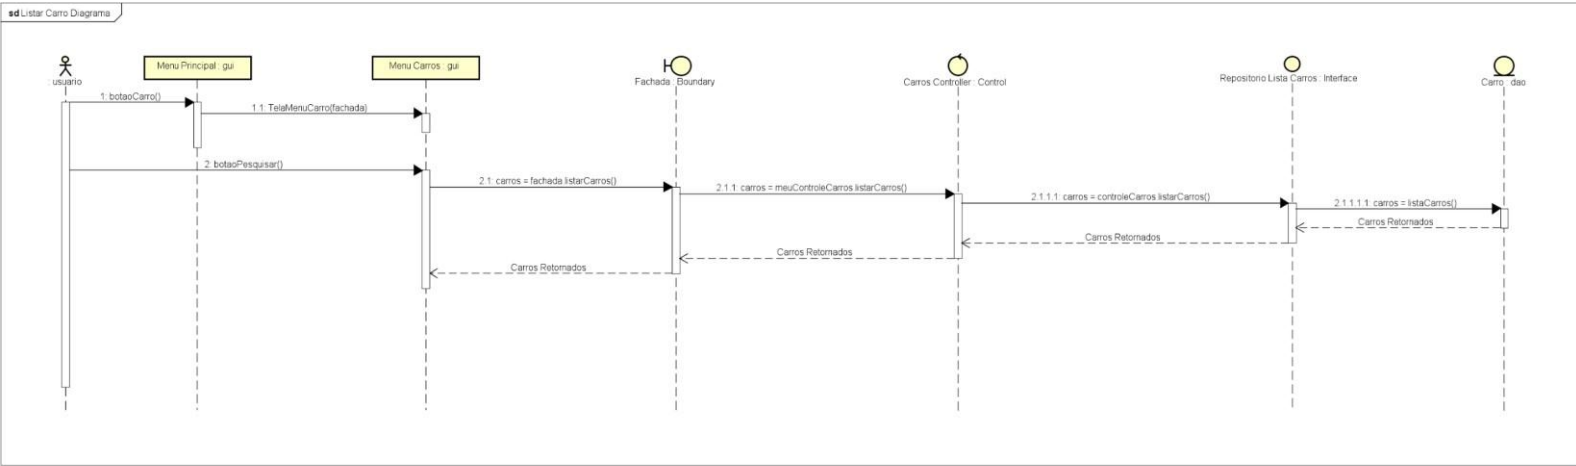 sd Listar Carro Diagrama
usuario
Menu Principal : gui
Menu Carros : gui
Fachada : Boundary
Carros Controller : Control
Repositorio Lista Carros : Interface
Carro : dao
1: botaoCarro()
1.1: TelaMenuCarro(fachada)
2: botaoPesquisar()
2.1: carros = fachada.listarCarros()
2.1.1: carros = meuControleCarros.listarCarros()
2.1.1.1: carros = controleCarros.listarCarros()
2.1.1.1.1: carros = listaCarros()
Carros Retornados
Carros Retornados
Carros Retornados
Carros Retornados